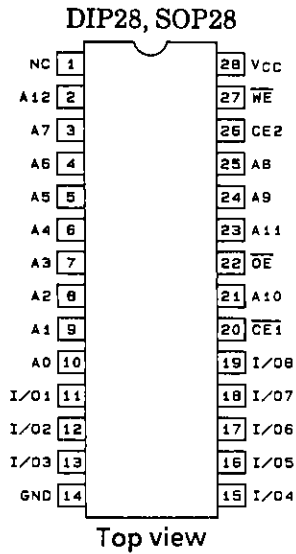 DIP28, SOP28
NC 1 28 VCC
A12 2 27 WE
A7 3 26 CE2
A6 4 25 A8
A5 5 24 A9
A4 6 23 A11
A3 7 22 OE
A2 8 21 A10
A1 9 20 CE1
A0 10 19 I/O8
I/O1 11 18 I/O7
I/O2 12 17 I/O6
I/O3 13 16 I/O5
GND 14 15 I/O4
Top view